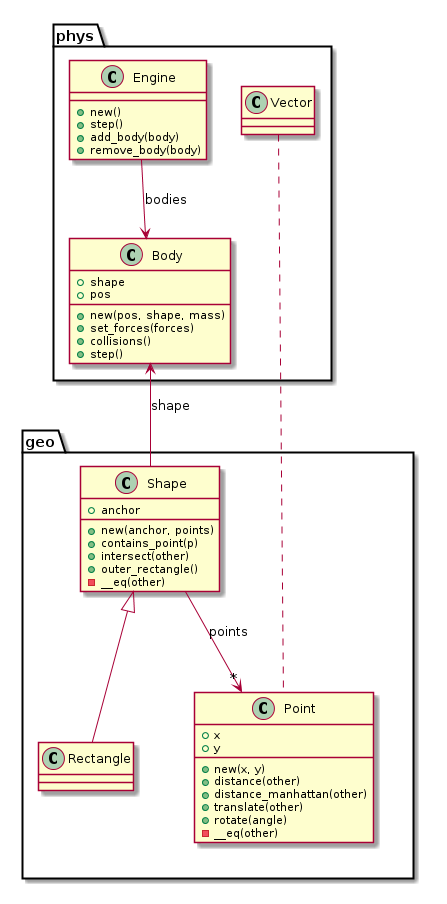 phys
C Engine
new()
step()
add_body(body)
remove_body(body)
C Vector
bodies
C Body
shape
pos
new(pos, shape, mass)
set_forces(forces)
collisions()
step()
shape
geo
C Shape
anchor
new(anchor, points)
contains_point(p)
intersect(other)
outer_rectangle()
__eq(other)
points
*
C Rectangle
C Point
x
y
new(x, y)
distance(other)
distance_manhattan(other)
translate(other)
rotate(angle)
__eq(other)